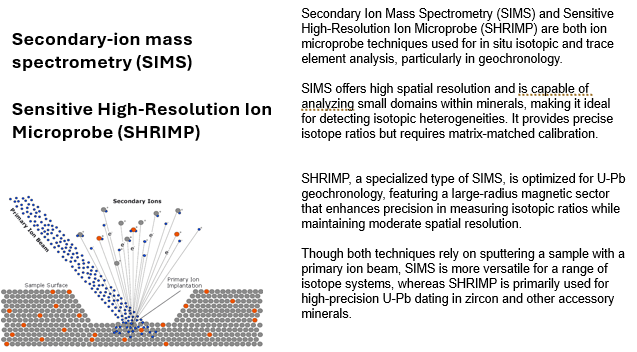 Secondary-ion mass
spectrometry (SIMS)
Sensitive High-Resolution Ion
Microprobe (SHRIMP)
Secondary Ions
Primary Ion Beam
Sample Surface
Primary Ion
Implantation
Secondary Ion Mass Spectrometry (SIMS) and Sensitive
High-Resolution Ion Microprobe (SHRIMP) are both ion
microprobe techniques used for in situ isotopic and trace
element analysis, particularly in geochronology.
SIMS offers high spatial resolution and is capable of
analyzing small domains within minerals, making it ideal
for detecting isotopic heterogeneities. It provides precise
isotope ratios but requires matrix-matched calibration.
SHRIMP, a specialized type of SIMS, is optimized for U-Pb
geochronology, featuring a large-radius magnetic sector
that enhances precision in measuring isotopic ratios while
maintaining moderate spatial resolution.
Though both techniques rely on sputtering a sample with a
primary ion beam, SIMS is more versatile for a range of
isotope systems, whereas SHRIMP is primarily used for
high-precision U-Pb dating in zircon and other accessory
minerals.